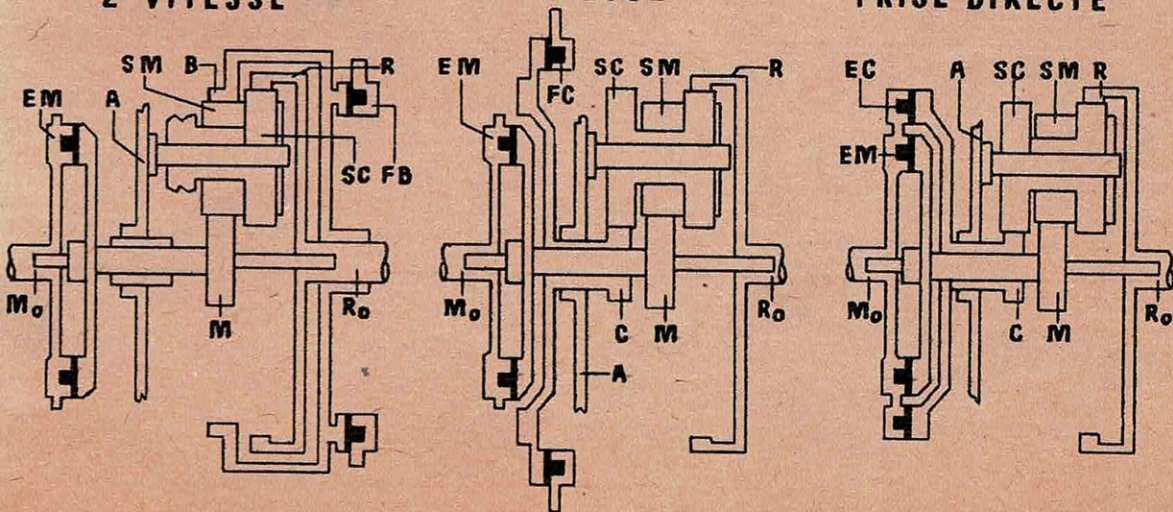 2 VITESSE
PRISE DIRECTE
SM B R
EM A
SC FB
Mo M Ro
EM SC SM R
FC
Mo C M Ro
A
EC A SC SM R
EM
Mo C M Ro